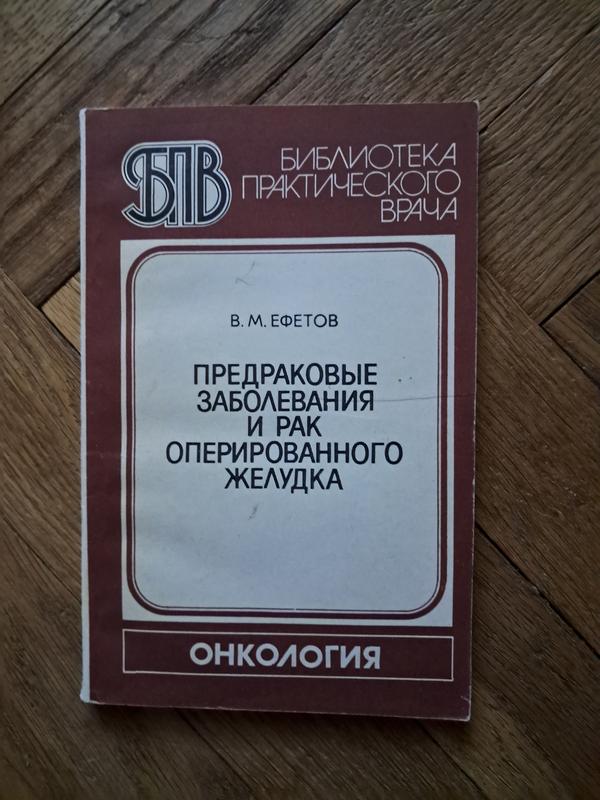 БПВ
БИБЛИОТЕКА
ПРАКТИЧЕСКОГО
ВРАЧА
В. М. ЕФЕТОВ
ПРЕДРАКОВЫЕ
ЗАБОЛЕВАНИЯ
И РАК
ОПЕРИРОВАННОГО
ЖЕЛУДКА
ОНКОЛОГИЯ